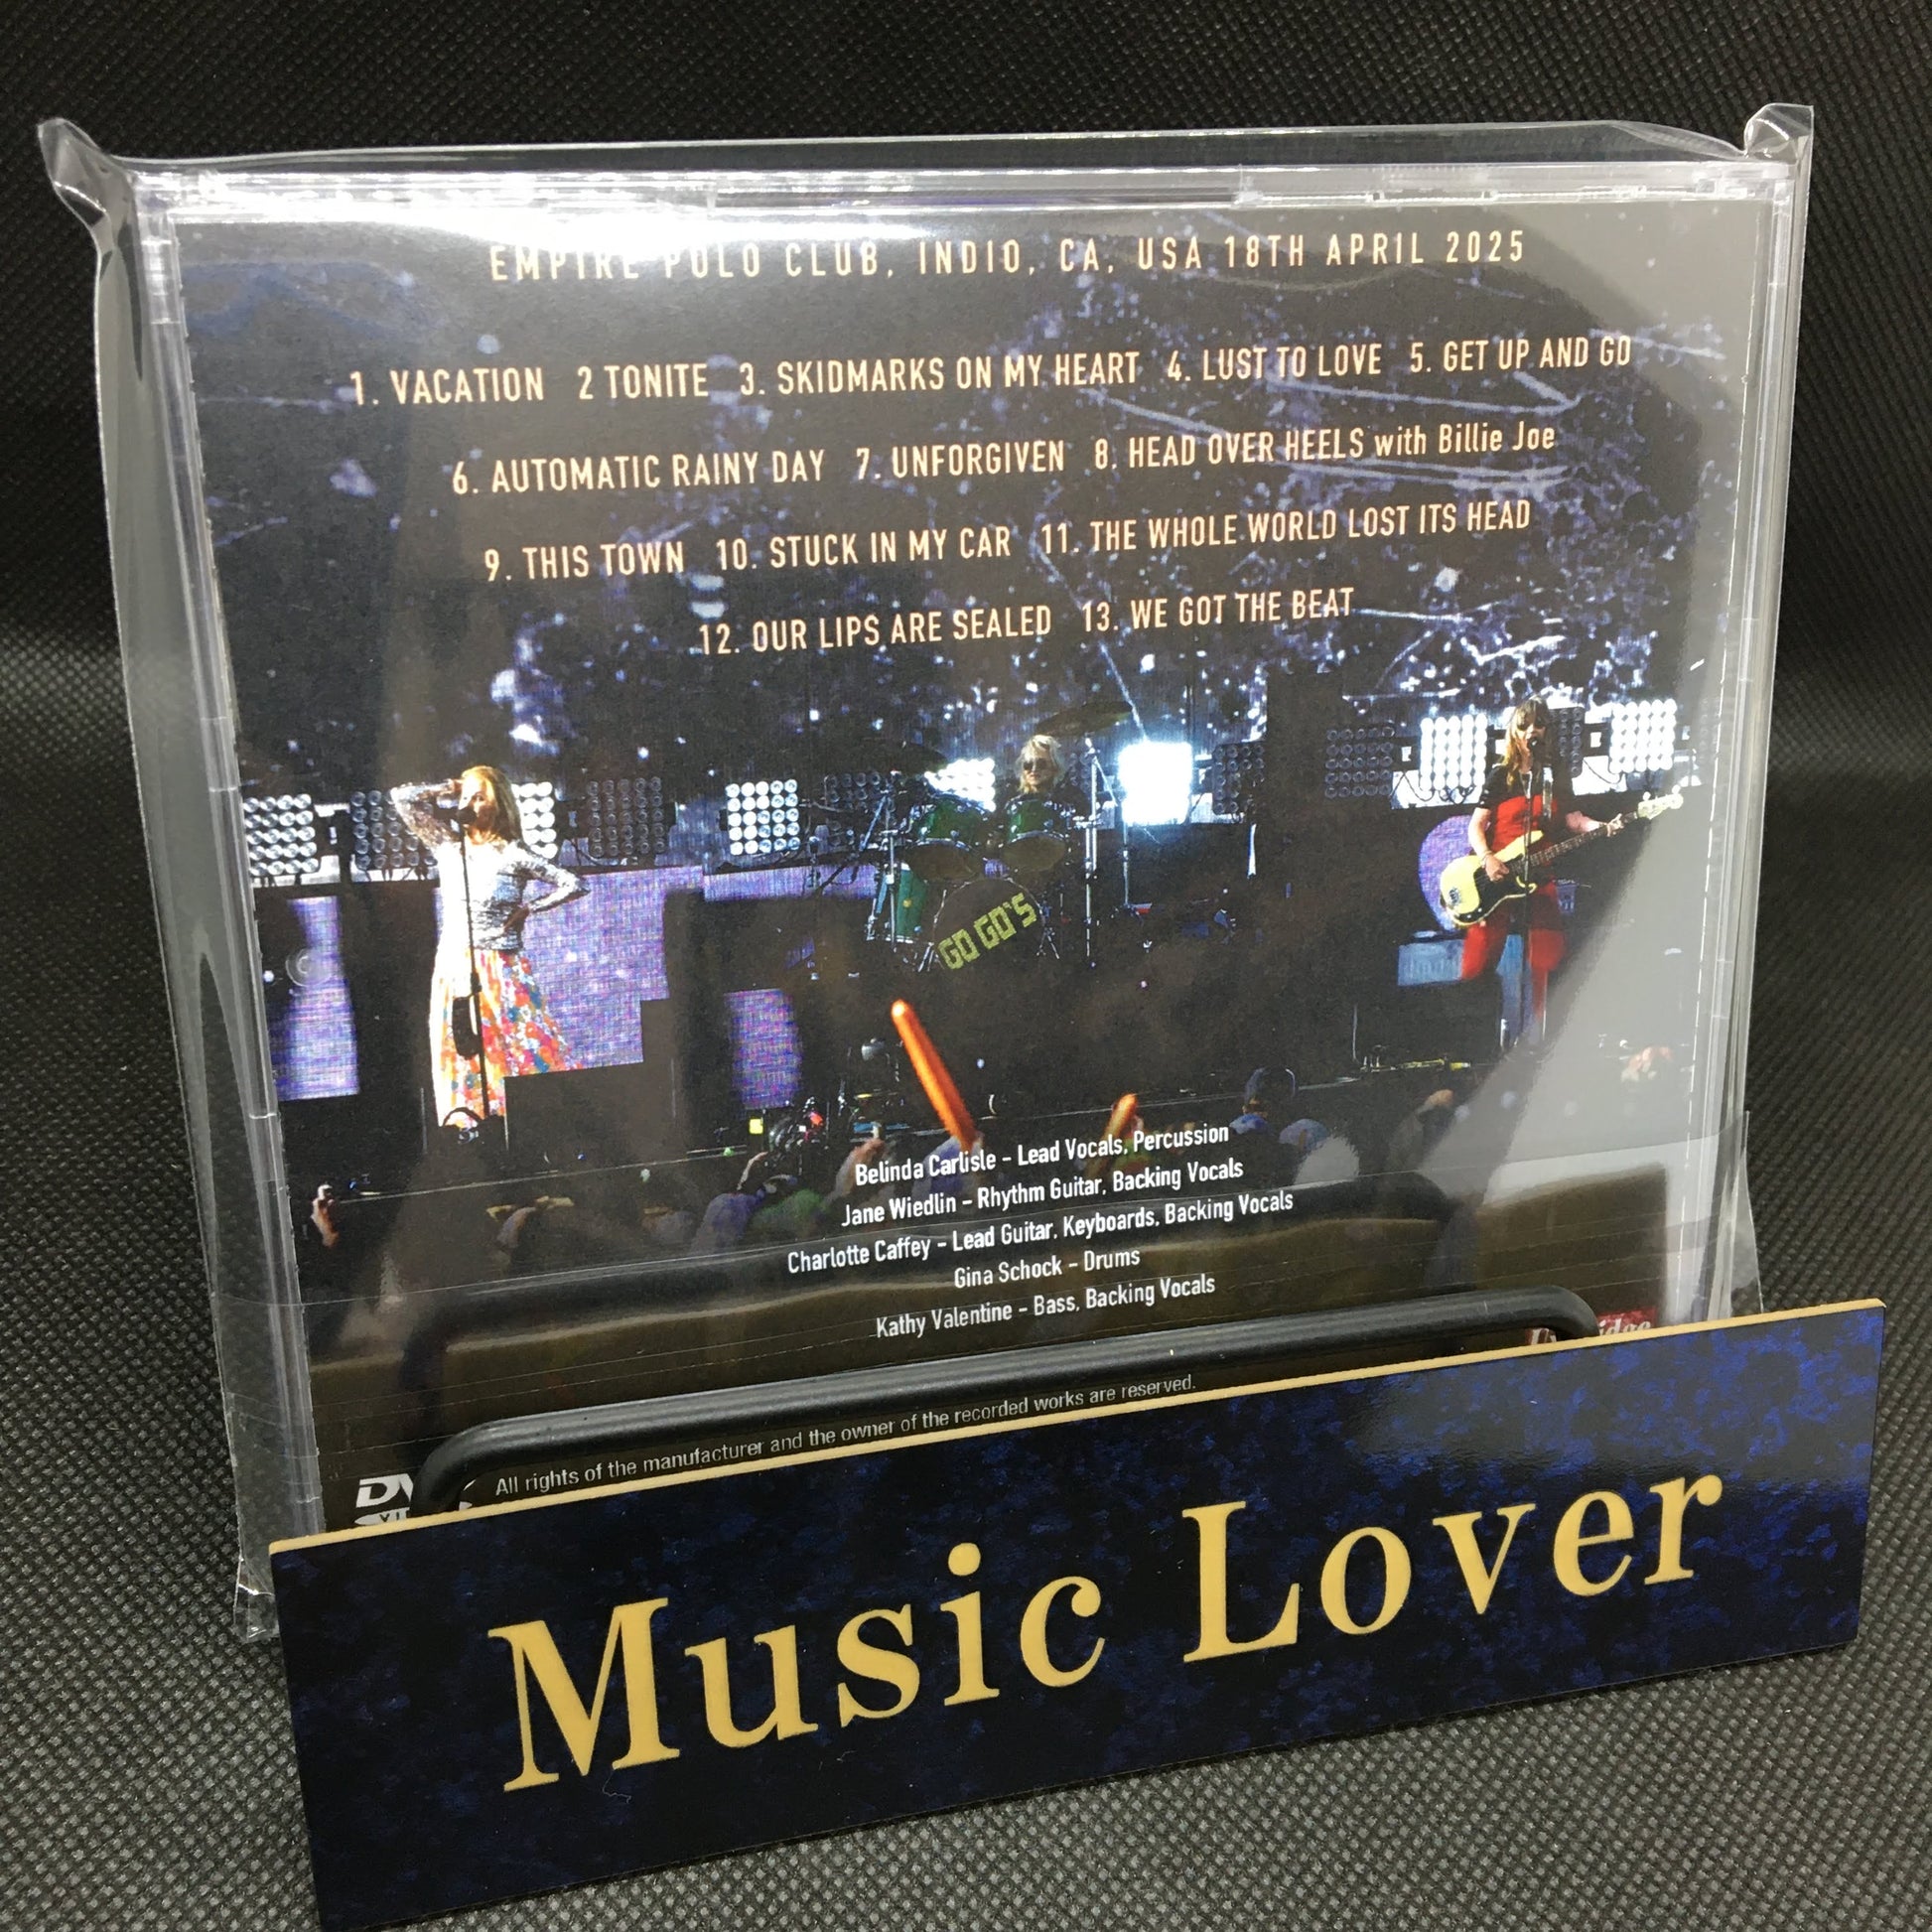 EMPIRE POLO CLUB, INDIO, CA, USA 18TH APRIL 2025
1. VACATION 2 TONITE 3. SKIDMARKS ON MY HEART 4. LUST TO LOVE 5. GET UP AND GO
6. AUTOMATIC RAINY DAY 7. UNFORGIVEN 8. HEAD OVER HEELS with Billie Joe
9. THIS TOWN 10. STUCK IN MY CAR 11. THE WHOLE WORLD LOST ITS HEAD
12. OUR LIPS ARE SEALED 13. WE GOT THE BEAT
GO GO'S
Belinda Carlisle - Lead Vocals, Percussion
Jane Wiedlin - Rhythm Guitar, Backing Vocals
Charlotte Caffey - Lead Guitar, Keyboards, Backing Vocals
Gina Schock - Drums
Kathy Valentine - Bass, Backing Vocals
All rights of the manufacturer and the owner of the recorded works are reserved.
Music Lover